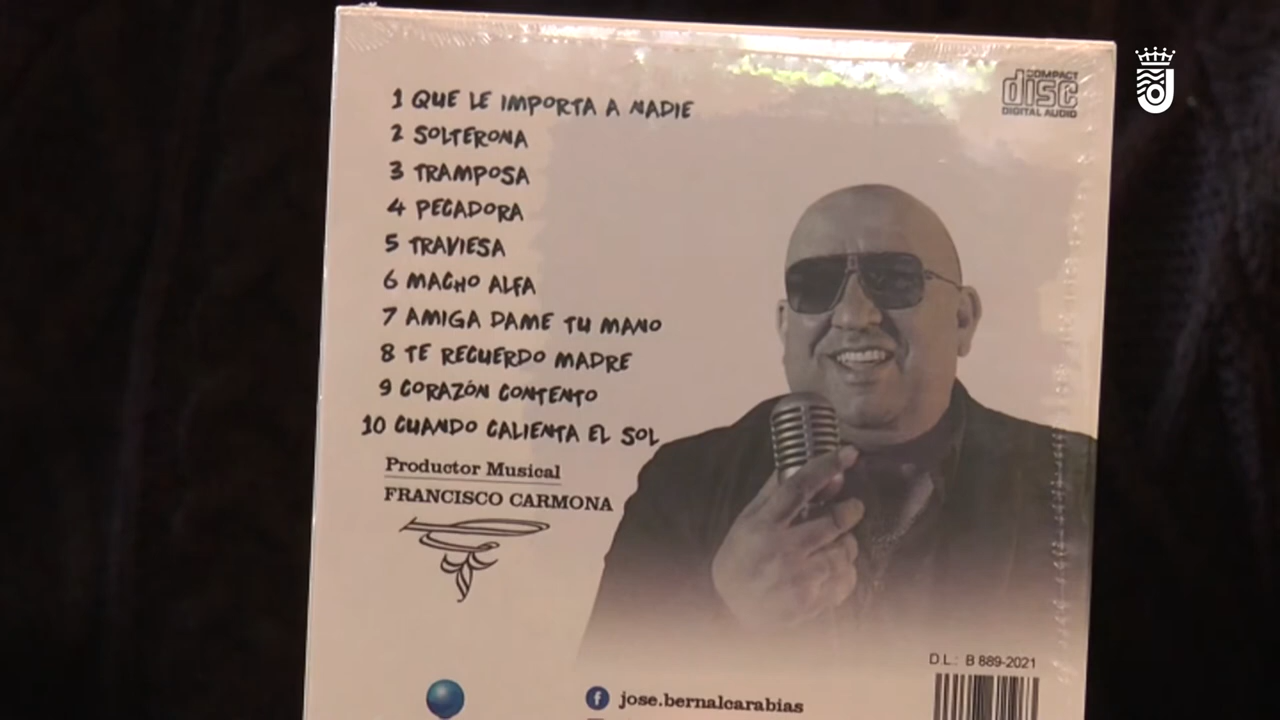 1 QUE LE IMPORTA A NADIE
2 SOLTERONA
3 TRAMPOSA
4 PECADORA
5 TRAVIESA
6 MACHO ALFA
7 AMIGA DAME TU MANO
8 TE RECUERDO MADRE
9 CORAZÓN CONTENTO
10 CUANDO CALIENTA EL SOL
Productor Musical
FRANCISCO CARMONA
COMPACT
disc
DIGITAL AUDIO
D.L.: B 889-2021
jose.bernalcarabias